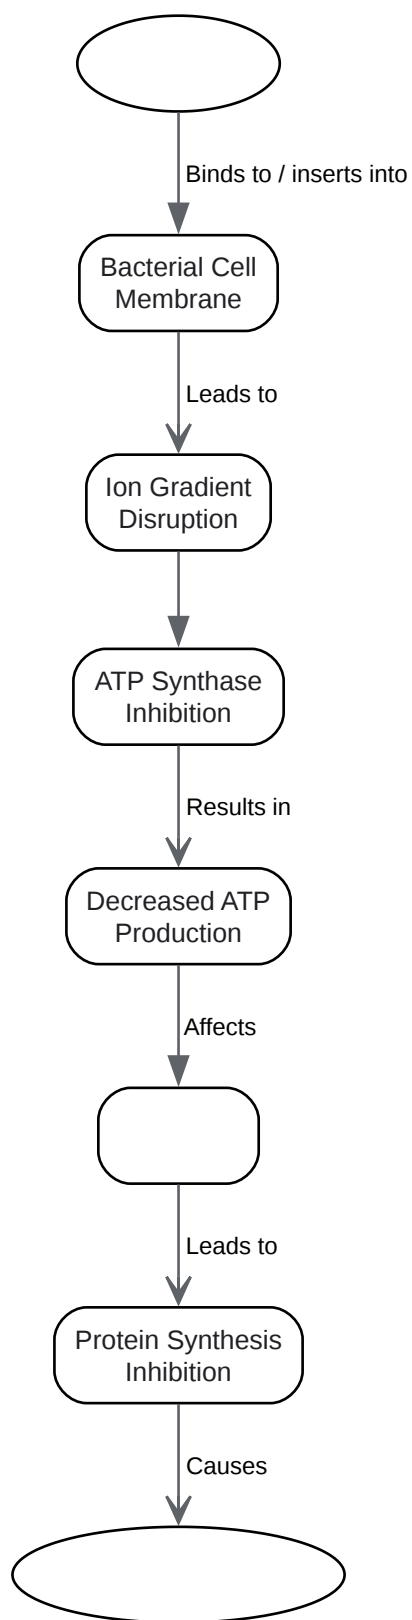 Binds to / inserts into
Bacterial Cell
Membrane
Leads to
Ion Gradient
Disruption
ATP Synthase
Inhibition
Results in
Decreased ATP
Production
Affects
Leads to
Protein Synthesis
Inhibition
Causes